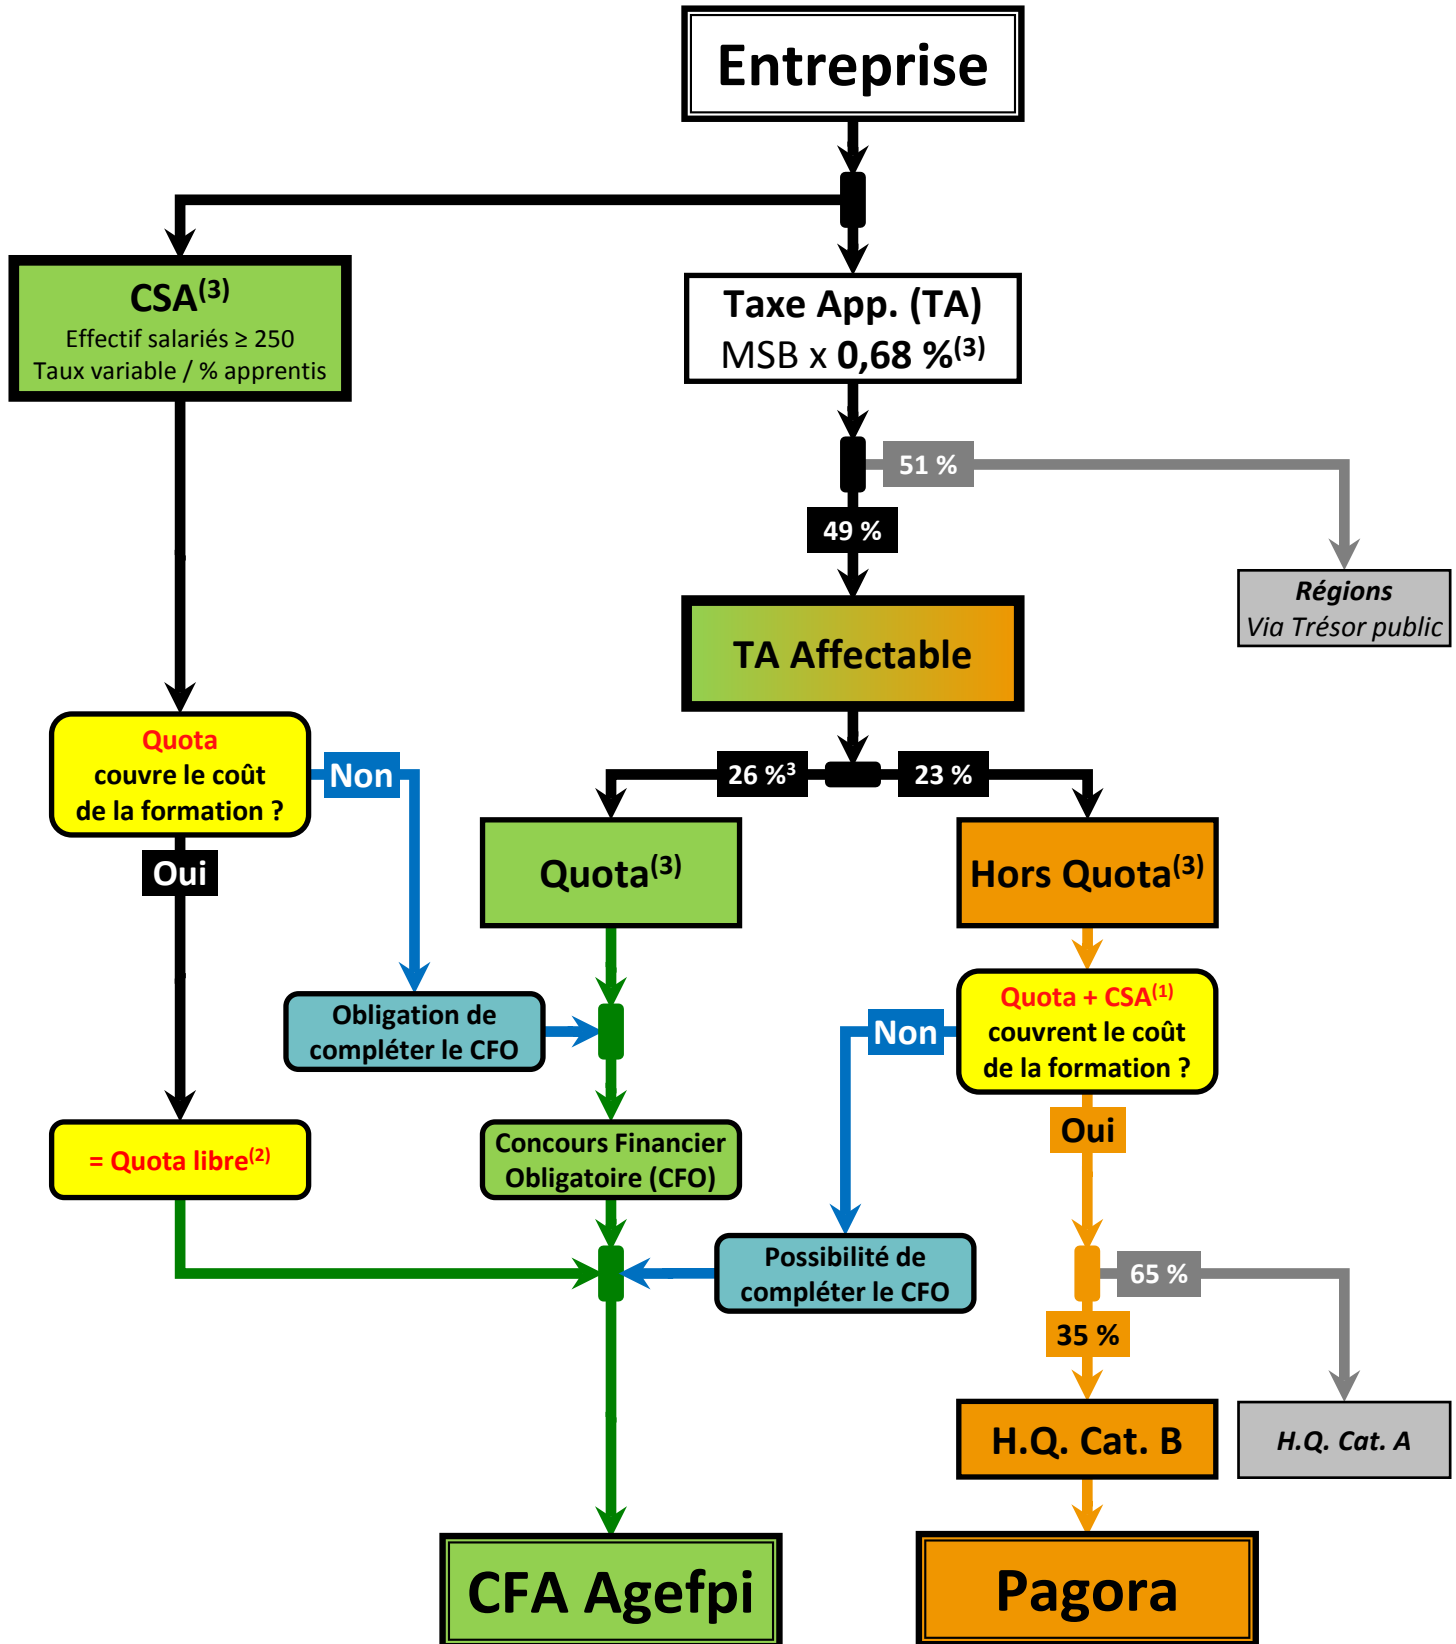 Entreprise
CSA(3)
Effectif salariés ≥ 250
Taux variable / % apprentis
Taxe App. (TA)
MSB x 0,68 %(3)
51 %
49 %
Régions
Via Trésor public
TA Affectable
Quota
couvre le coût
de la formation ?
Non
Oui
26 %3
23 %
Quota(3)
Hors Quota(3)
Obligation de
compléter le CFO
Quota + CSA(1)
couvrent le coût
de la formation ?
Non
Oui
= Quota libre(2)
Concours Financier
Obligatoire (CFO)
Possibilité de
compléter le CFO
65 %
35 %
H.Q. Cat. B
H.Q. Cat. A
CFA Agefpi
Pagora